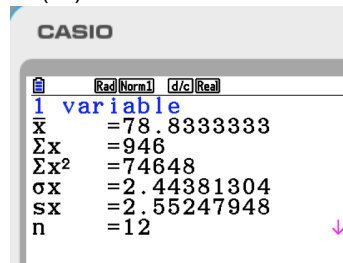 CASIO
Rad Norm1 d/c Real
1 variable
x̄ =78.8333333
Σx =946
Σx² =74648
σx =2.44381304
sx =2.55247948
n =12 ↓